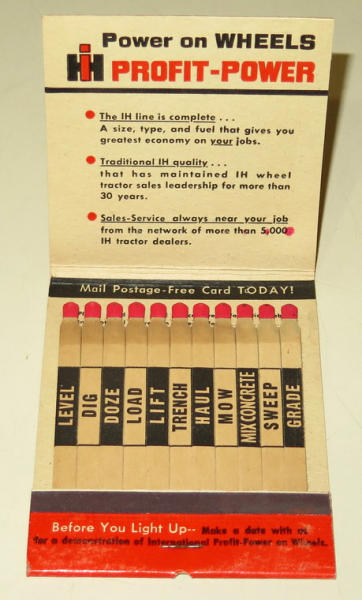 Power on WHEELS
IH PROFIT-POWER
The IH line is complete . . .
A size, type, and fuel that gives you
greatest economy on your jobs.
Traditional IH quality . . .
that has maintained IH wheel
tractor sales leadership for more than
30 years.
Sales-Service always near your job
from the network of more than 5,000
IH tractor dealers.
Mail Postage-Free Card TODAY!
LEVEL
DIG
DOZE
LOAD
LIFT
TRENCH
HAUL
MOW
MIX CONCRETE
SWEEP
GRADE
Before You Light Up-- Make a date with us
for a demonstration of International Profit-Power on Wheels.